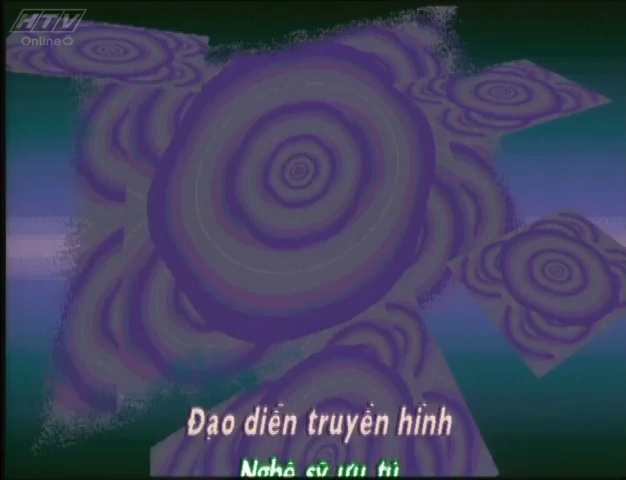 HTV
Online
Đạo diễn truyền hình
Nghệ sỹ ưu tú